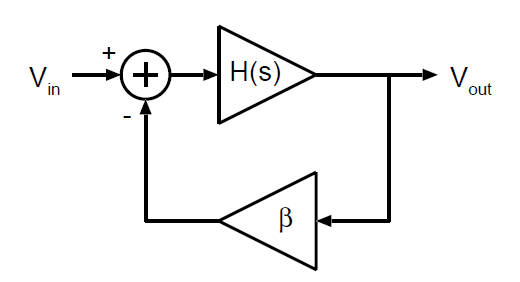 +
V_in
+
H(s)
V_out
-
β